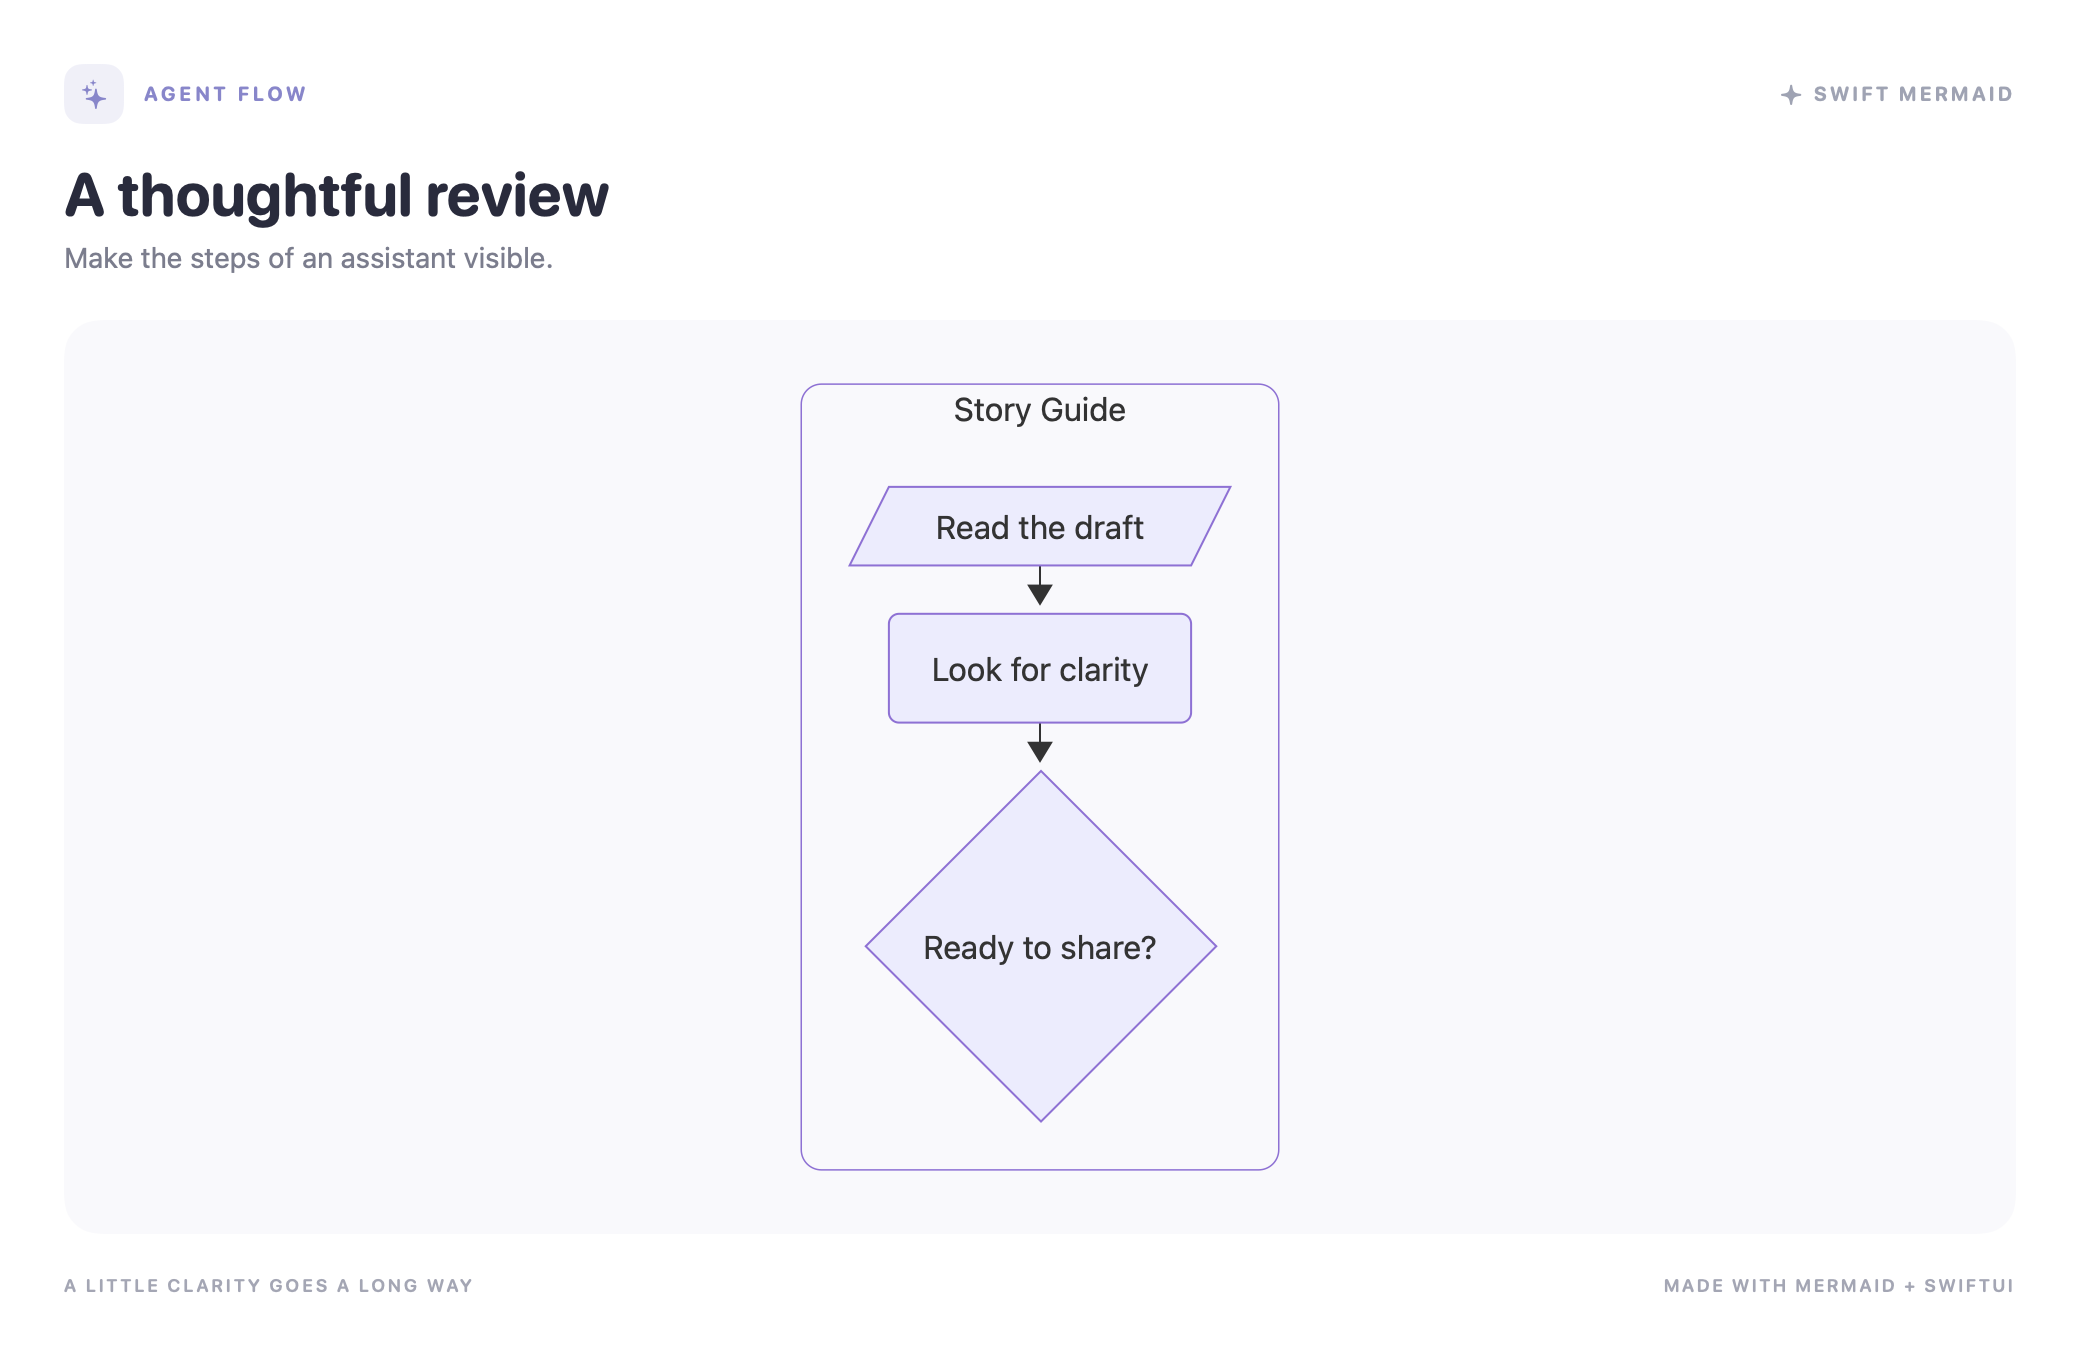 AGENT FLOW
SWIFT MERMAID
A thoughtful review
Make the steps of an assistant visible.
Story Guide
Read the draft
Look for clarity
Ready to share?
A LITTLE CLARITY GOES A LONG WAY
MADE WITH MERMAID + SWIFTUI